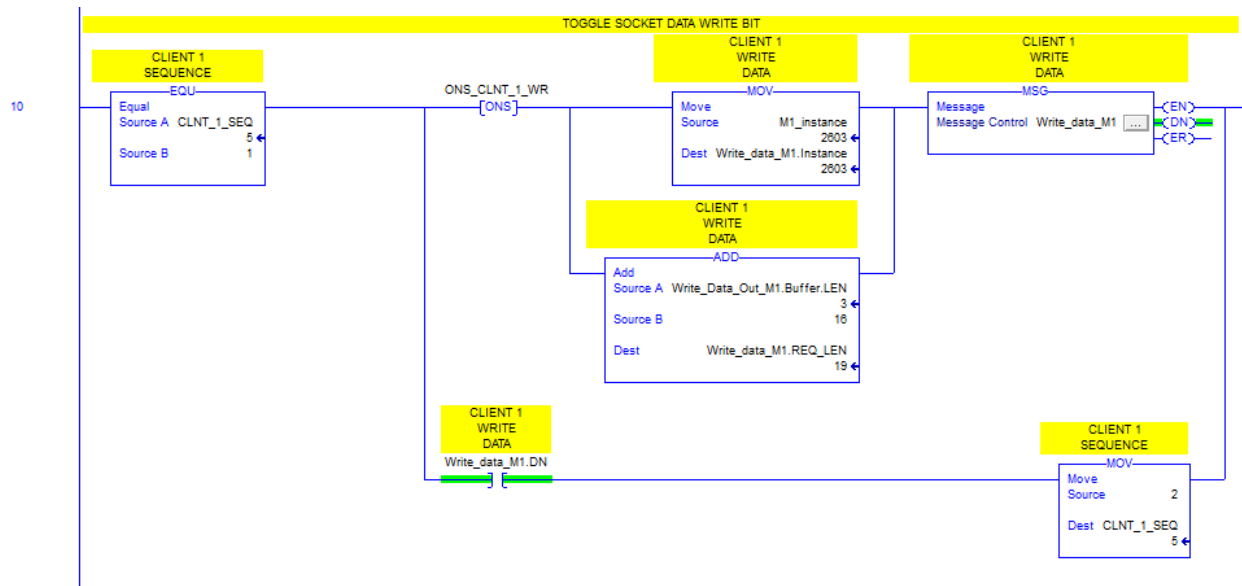 TOGGLE SOCKET DATA WRITE BIT
CLIENT 1
SEQUENCE
EQU
Equal
Source A CLNT_1_SEQ
5
Source B 1
10
ONS_CLNT_1_WR
ONS
CLIENT 1
WRITE
DATA
MOV
Move
Source M1_instance
2603
Dest Write_data_M1.Instance
2603
CLIENT 1
WRITE
DATA
MSG
Message
Message Control Write_data_M1 ...
EN
DN
ER
CLIENT 1
WRITE
DATA
ADD
Add
Source A Write_Data_Out_M1.Buffer.LEN
3
Source B 16
Dest Write_data_M1.REQ_LEN
19
CLIENT 1
WRITE
DATA
Write_data_M1.DN
CLIENT 1
SEQUENCE
MOV
Move
Source 2
Dest CLNT_1_SEQ
5